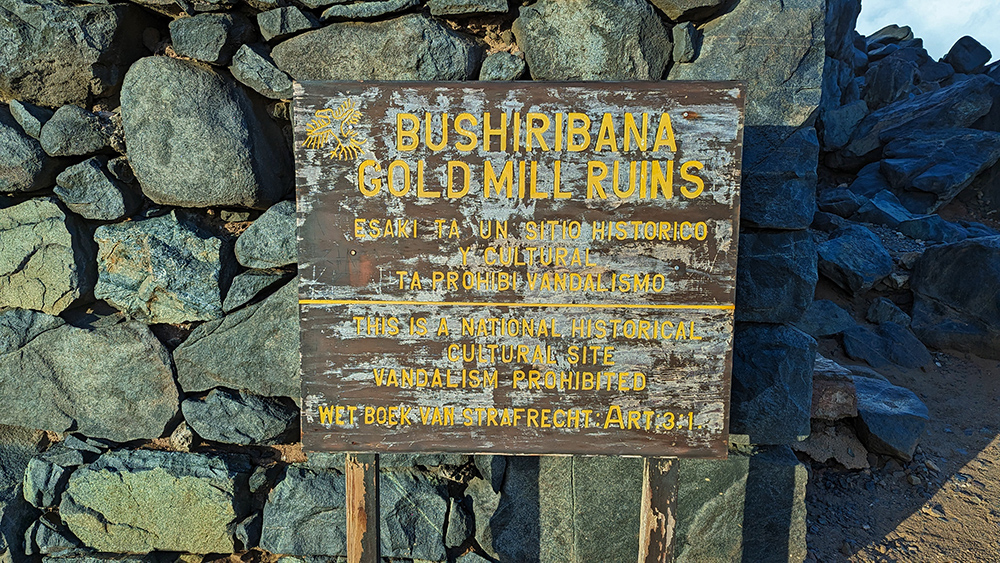 BUSHIRIBANA
GOLD MILL RUINS
ESAKI TA UN SITIO HISTORICO
Y CULTURAL
TA PROHIBI VANDALISMO
THIS IS A NATIONAL HISTORICAL
CULTURAL SITE
VANDALISM PROHIBITED
WET BOEK VAN STRAFRECHT: ART: 3:1.